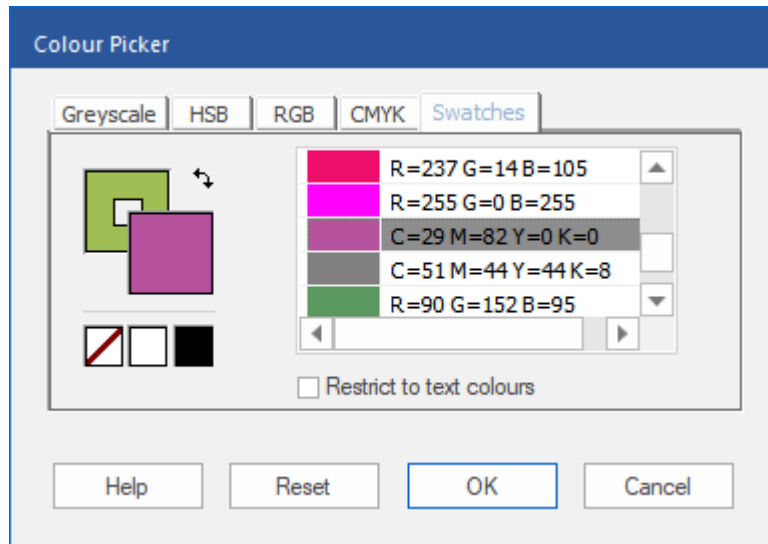 Colour Picker
Greyscale HSB RGB CMYK Swatches
R=237 G=14 B=105
R=255 G=0 B=255
C=29 M=82 Y=0 K=0
C=51 M=44 Y=44 K=8
R=90 G=152 B=95
Restrict to text colours
Help Reset OK Cancel